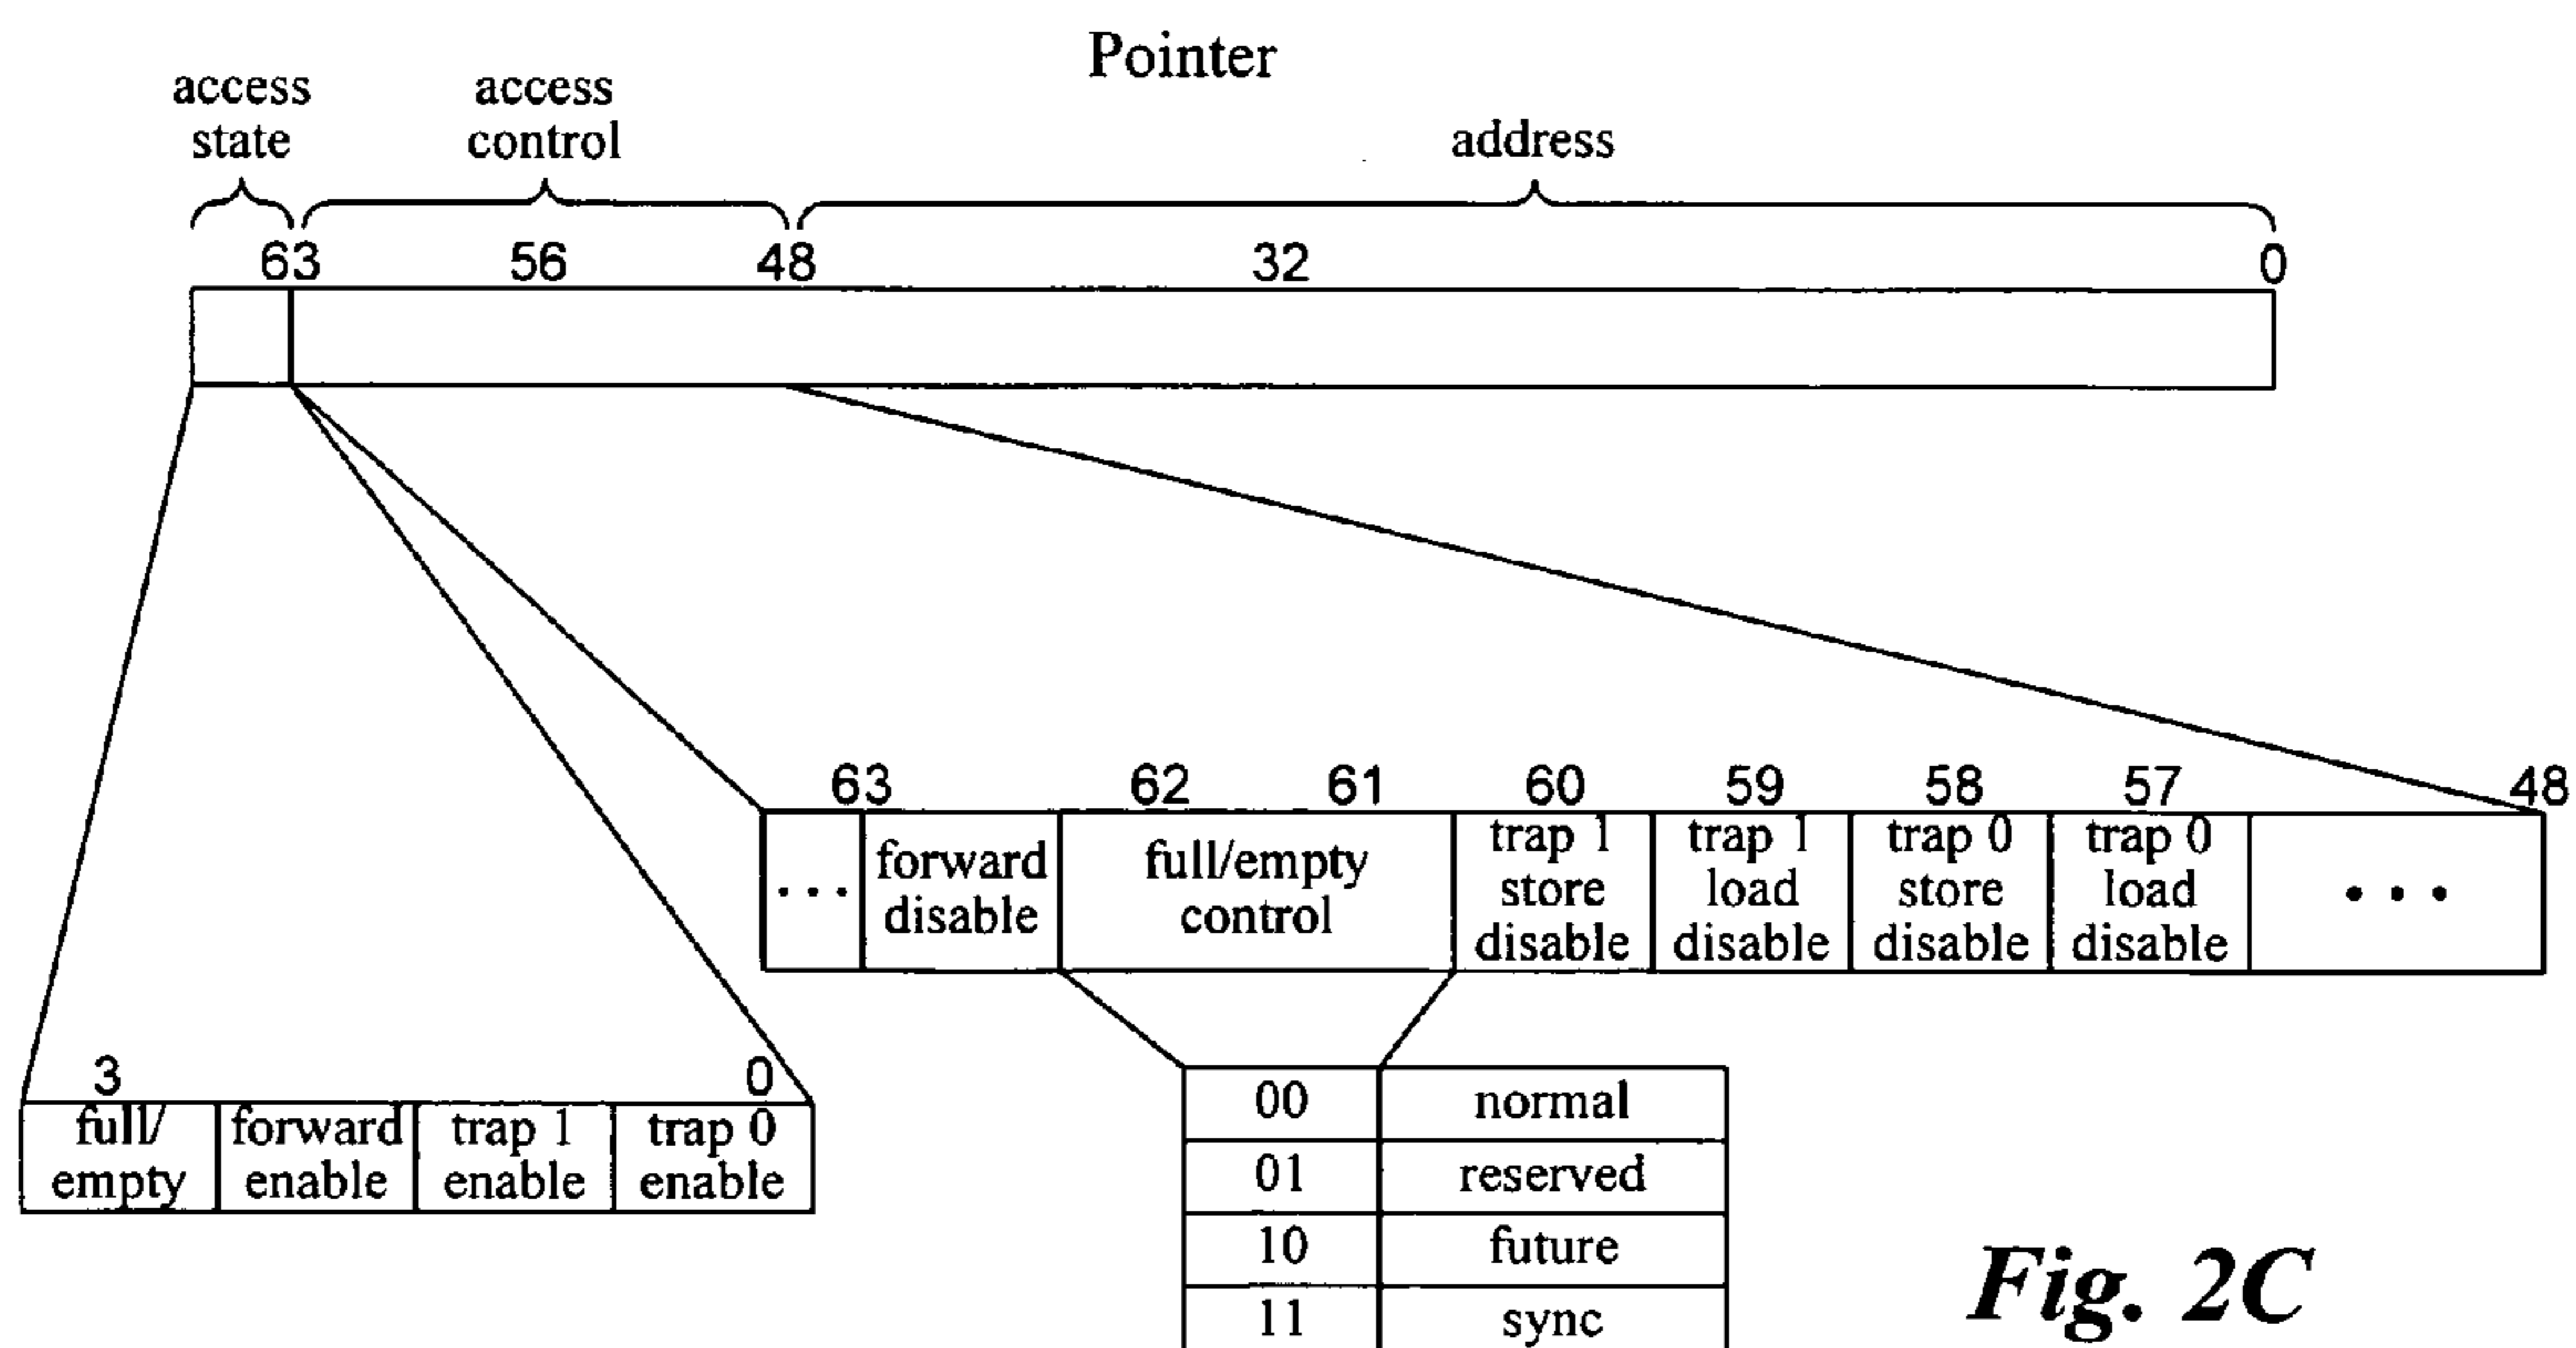 Pointer
access state
access control
address
63 56 48 32 0
63 62 61 60 59 58 57 48
... forward disable full/empty control trap 1 store disable trap 1 load disable trap 0 store disable trap 0 load disable ...
3 0
full/ empty forward enable trap 1 enable trap 0 enable
00 normal
01 reserved
10 future
11 sync
Fig. 2C